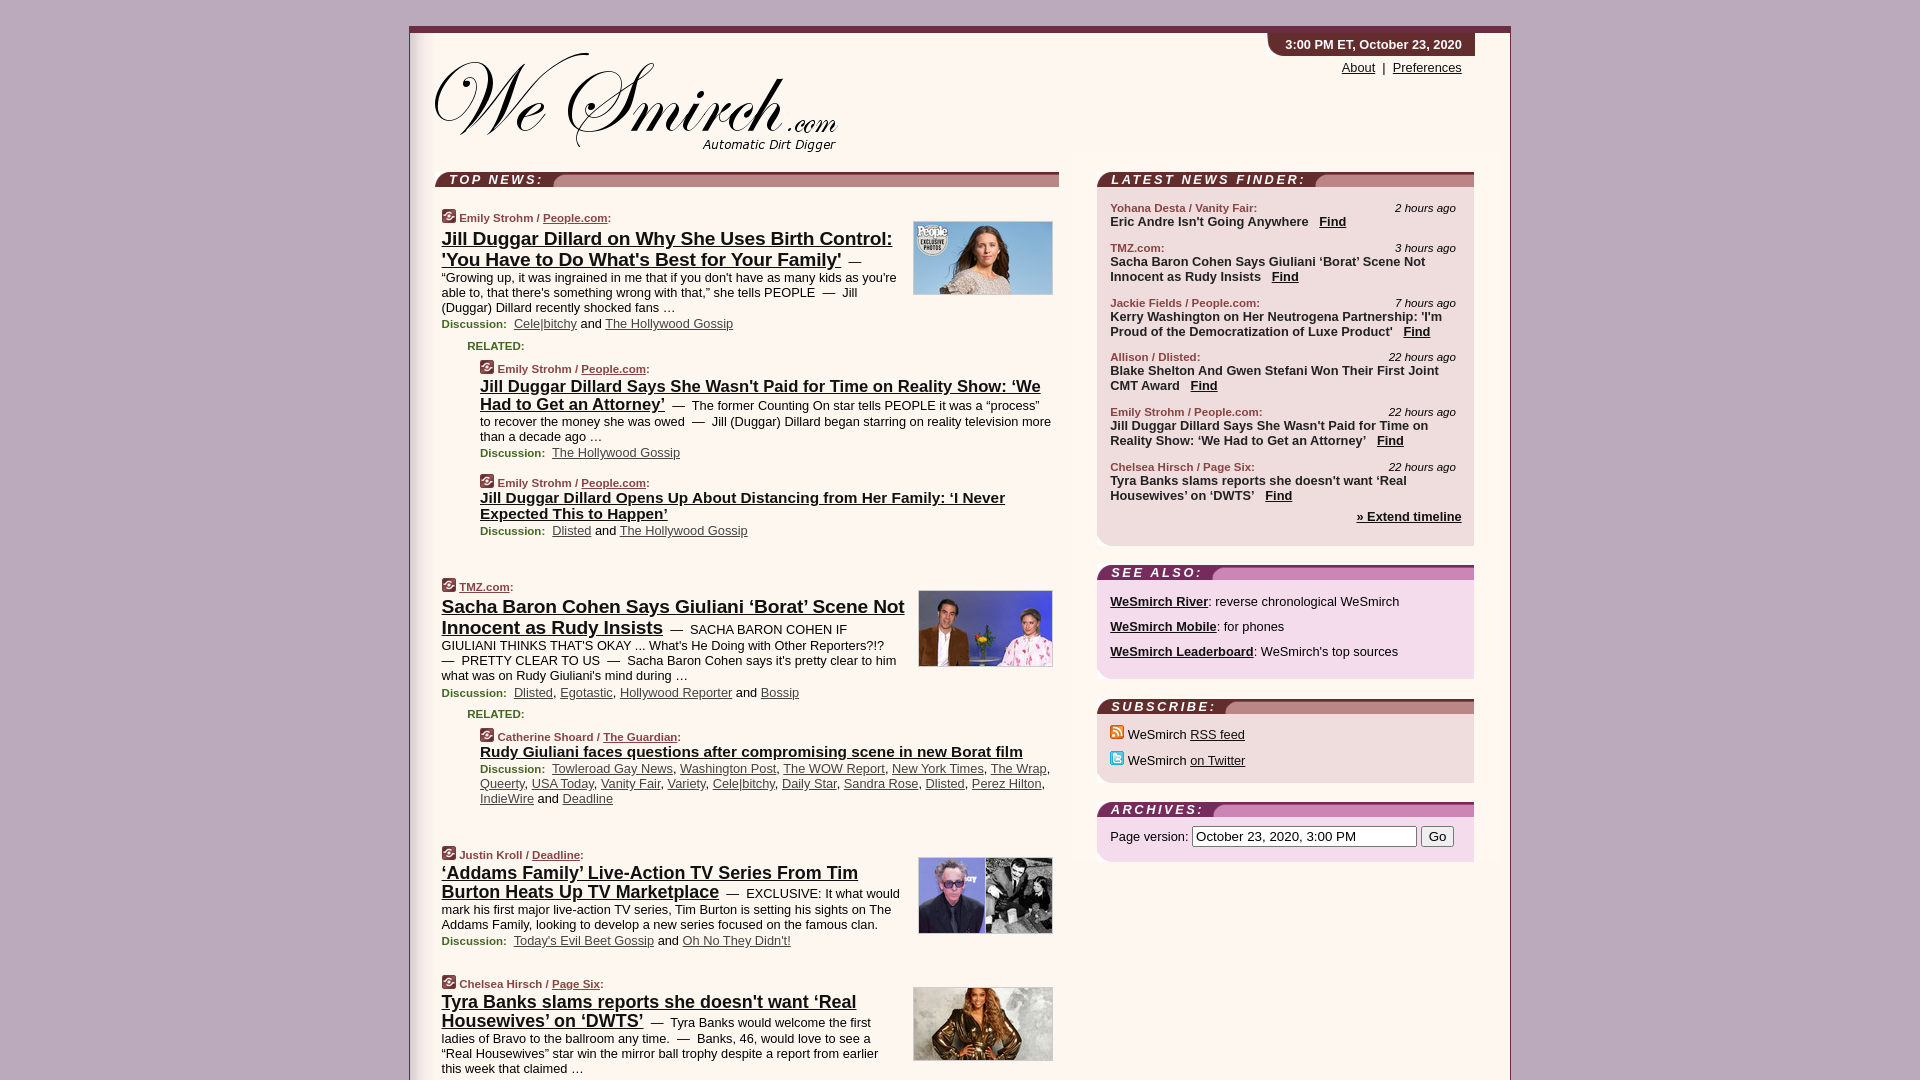 3:00 PM ET, October 23, 2020
About | Preferences
We Smirch .com
Automatic Dirt Digger
TOP NEWS:
Emily Strohm / People.com:
Jill Duggar Dillard on Why She Uses Birth Control:
'You Have to Do What's Best for Your Family' —
“Growing up, it was ingrained in me that if you don't have as many kids as you're
able to, that there's something wrong with that,” she tells PEOPLE — Jill
(Duggar) Dillard recently shocked fans …
Discussion: Cele|bitchy and The Hollywood Gossip
People
EXCLUSIVE
PHOTOS
RELATED:
Emily Strohm / People.com:
Jill Duggar Dillard Says She Wasn't Paid for Time on Reality Show: ‘We
Had to Get an Attorney’ — The former Counting On star tells PEOPLE it was a “process”
to recover the money she was owed — Jill (Duggar) Dillard began starring on reality television more
than a decade ago …
Discussion: The Hollywood Gossip
Emily Strohm / People.com:
Jill Duggar Dillard Opens Up About Distancing from Her Family: ‘I Never
Expected This to Happen’
Discussion: Dlisted and The Hollywood Gossip
TMZ.com:
Sacha Baron Cohen Says Giuliani ‘Borat’ Scene Not
Innocent as Rudy Insists — SACHA BARON COHEN IF
GIULIANI THINKS THAT'S OKAY ... What's He Doing with Other Reporters?!?
— PRETTY CLEAR TO US — Sacha Baron Cohen says it's pretty clear to him
what was on Rudy Giuliani's mind during …
Discussion: Dlisted, Egotastic, Hollywood Reporter and Bossip
RELATED:
Catherine Shoard / The Guardian:
Rudy Giuliani faces questions after compromising scene in new Borat film
Discussion: Towleroad Gay News, Washington Post, The WOW Report, New York Times, The Wrap,
Queerty, USA Today, Vanity Fair, Variety, Cele|bitchy, Daily Star, Sandra Rose, Dlisted, Perez Hilton,
IndieWire and Deadline
Justin Kroll / Deadline:
‘Addams Family’ Live-Action TV Series From Tim
Burton Heats Up TV Marketplace — EXCLUSIVE: It what would
mark his first major live-action TV series, Tim Burton is setting his sights on The
Addams Family, looking to develop a new series focused on the famous clan.
Discussion: Today's Evil Beet Gossip and Oh No They Didn't!
Chelsea Hirsch / Page Six:
Tyra Banks slams reports she doesn't want ‘Real
Housewives’ on ‘DWTS’ — Tyra Banks would welcome the first
ladies of Bravo to the ballroom any time. — Banks, 46, would love to see a
“Real Housewives” star win the mirror ball trophy despite a report from earlier
this week that claimed …
LATEST NEWS FINDER:
Yohana Desta / Vanity Fair: 2 hours ago
Eric Andre Isn't Going Anywhere Find
TMZ.com: 3 hours ago
Sacha Baron Cohen Says Giuliani ‘Borat’ Scene Not
Innocent as Rudy Insists Find
Jackie Fields / People.com: 7 hours ago
Kerry Washington on Her Neutrogena Partnership: 'I'm
Proud of the Democratization of Luxe Product' Find
Allison / Dlisted: 22 hours ago
Blake Shelton And Gwen Stefani Won Their First Joint
CMT Award Find
Emily Strohm / People.com: 22 hours ago
Jill Duggar Dillard Says She Wasn't Paid for Time on
Reality Show: ‘We Had to Get an Attorney’ Find
Chelsea Hirsch / Page Six: 22 hours ago
Tyra Banks slams reports she doesn't want ‘Real
Housewives’ on ‘DWTS’ Find
» Extend timeline
SEE ALSO:
WeSmirch River: reverse chronological WeSmirch
WeSmirch Mobile: for phones
WeSmirch Leaderboard: WeSmirch's top sources
SUBSCRIBE:
WeSmirch RSS feed
WeSmirch on Twitter
ARCHIVES:
Page version: October 23, 2020, 3:00 PM Go